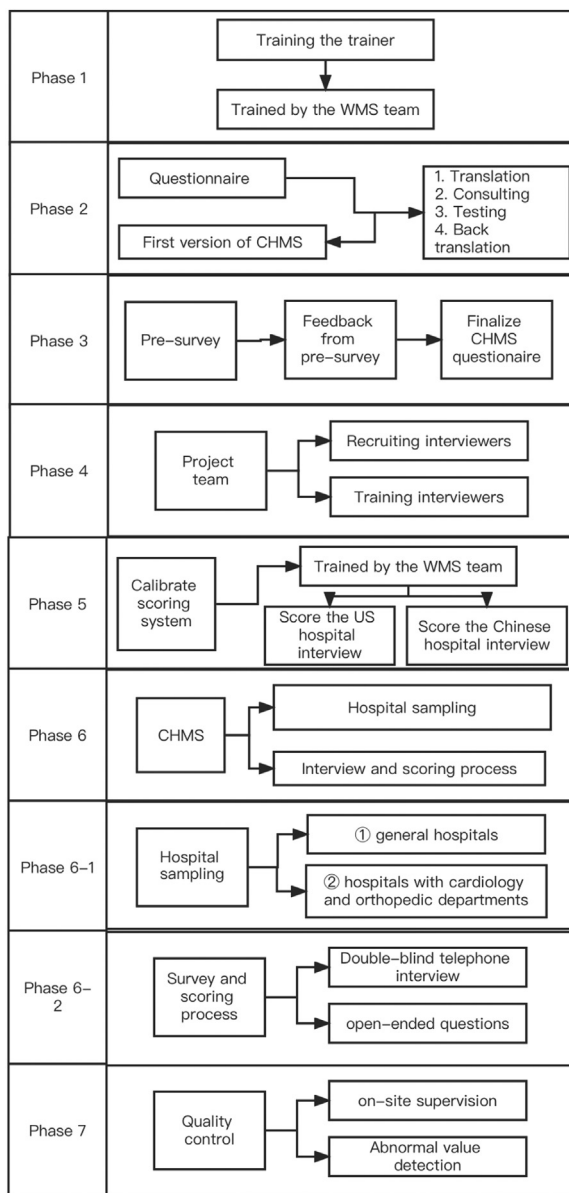 Phase 1
Training the trainer
Trained by the WMS team
Phase 2
Questionnaire
First version of CHMS
1. Translation
2. Consulting
3. Testing
4. Back
translation
Phase 3
Pre-survey
Feedback
from
pre-survey
Finalize
CHMS
questionaire
Phase 4
Project
team
Recruiting interviewers
Training interviewers
Phase 5
Calibrate
scoring
system
Trained by the WMS team
Score the US
hospital
interview
Score the Chinese
hospital interview
Phase 6
CHMS
Hospital sampling
Interview and scoring process
Phase 6-1
Hospital
sampling
① general hospitals
② hospitals with cardiology
and orthopedic departments
Phase 6-
2
Survey and
scoring
process
Double-blind telephone
interview
open-ended questions
Phase 7
Quality
control
on-site supervision
Abnormal value
detection